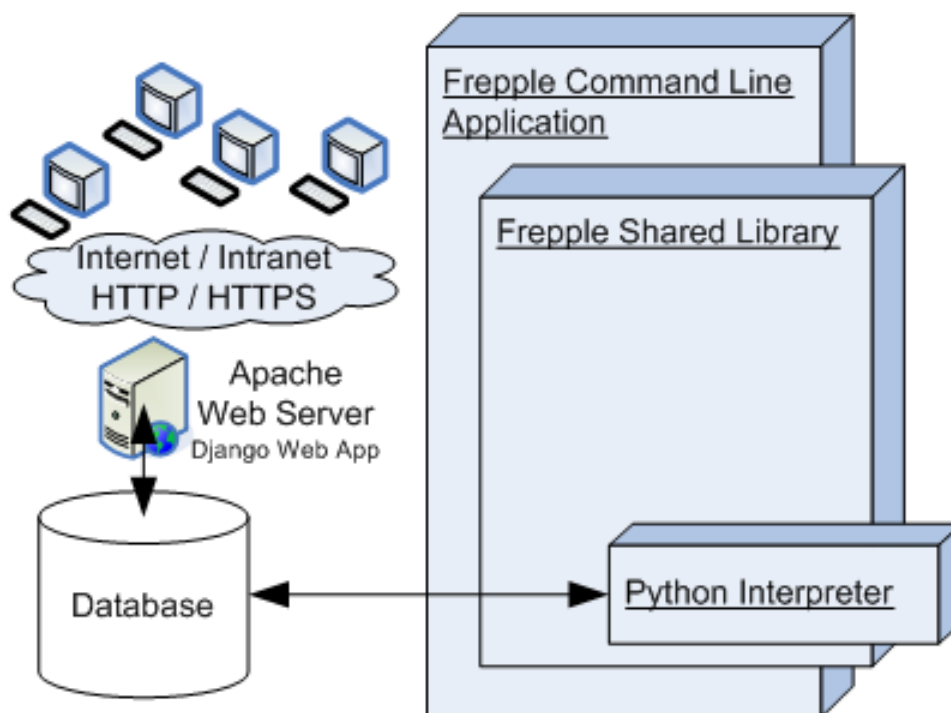 Frepple Command Line
Application
Frepple Shared Library
Internet / Intranet
HTTP / HTTPS
Apache
Web Server
Django Web App
Database
Python Interpreter